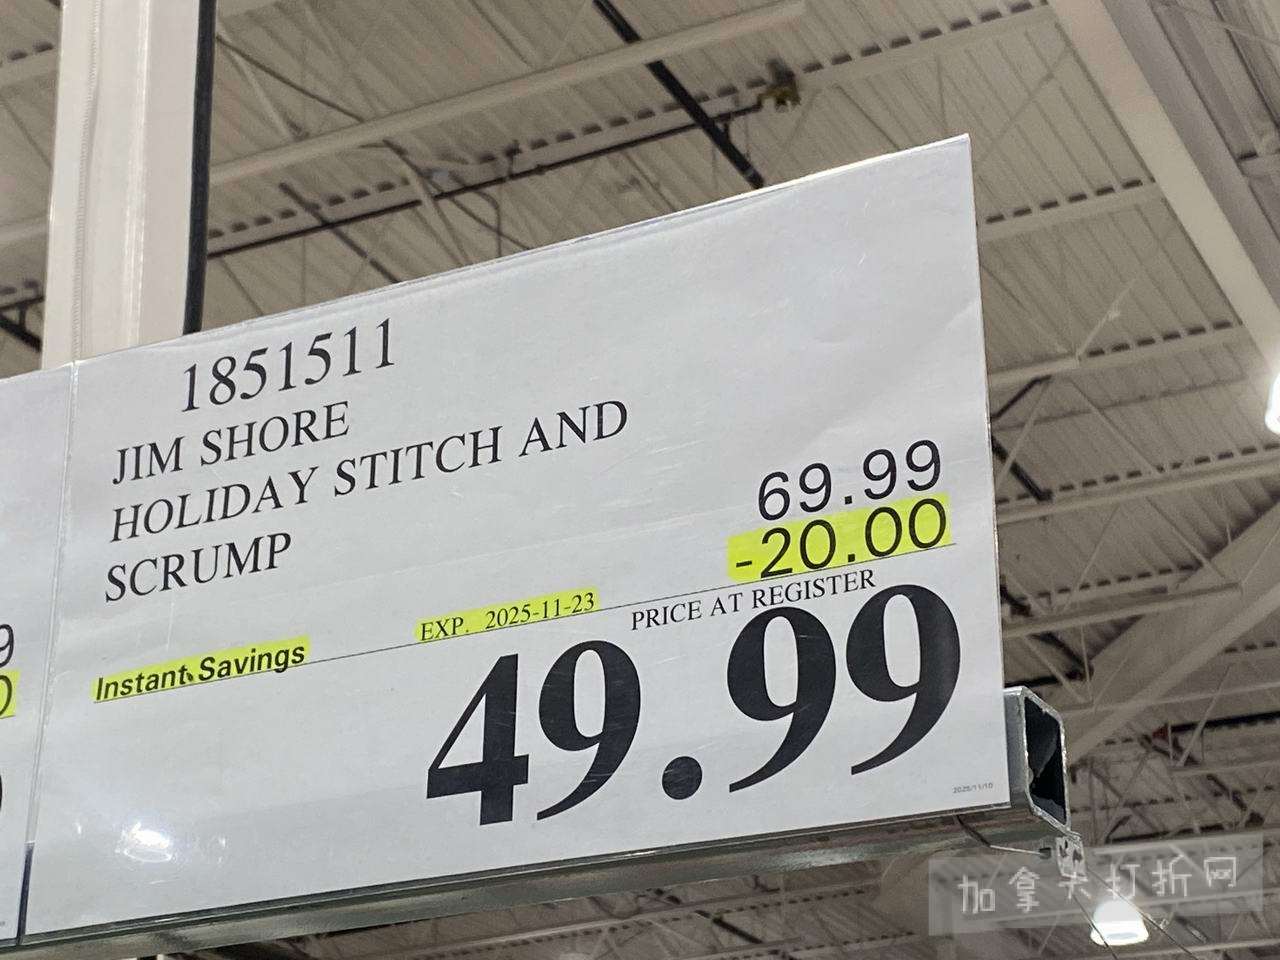 1851511
JIM SHORE
HOLIDAY STITCH AND
SCRUMP
69.99
-20.00
EXP. 2025-11-23
PRICE AT REGISTER
Instant Savings
49.99
2025/11/10
加拿大打折网